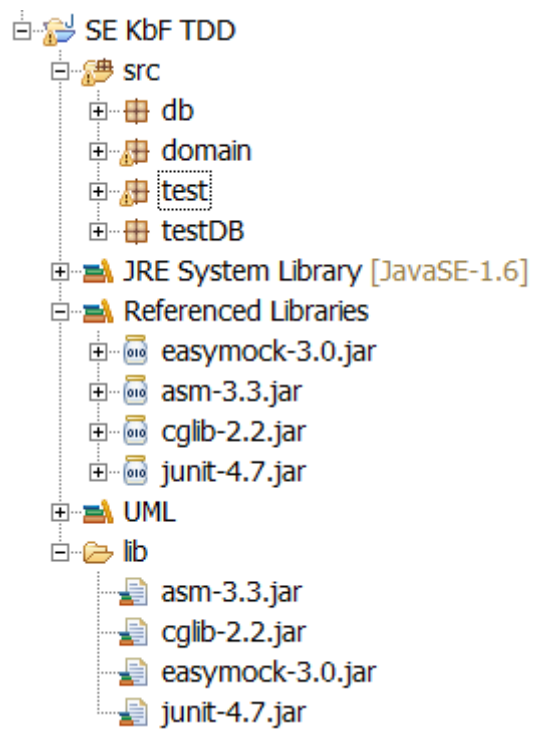 SE KbF TDD
src
db
domain
test
testDB
JRE System Library [JavaSE-1.6]
Referenced Libraries
easymock-3.0.jar
asm-3.3.jar
cglib-2.2.jar
junit-4.7.jar
UML
lib
asm-3.3.jar
cglib-2.2.jar
easymock-3.0.jar
junit-4.7.jar